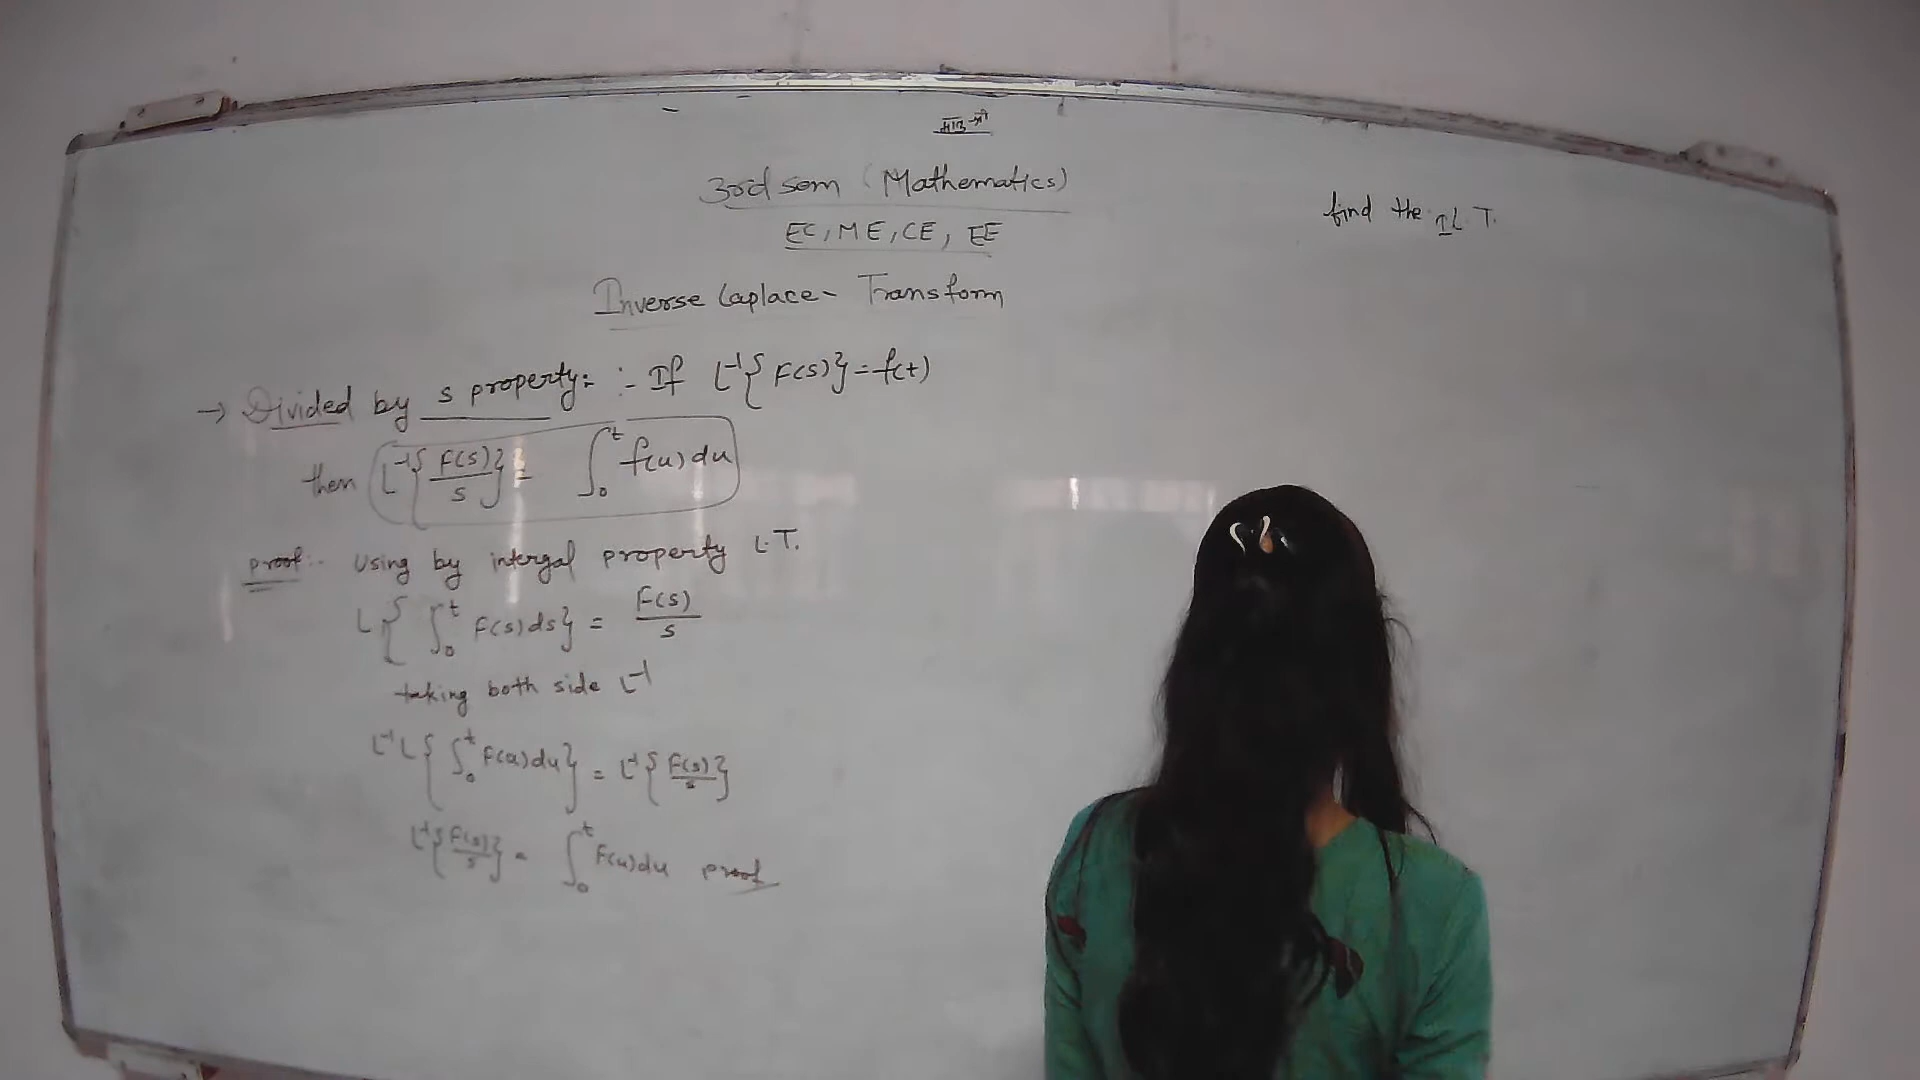 3rd sem (Mathematics)
EC, ME, CE, EE
Inverse Laplace- Transform
→ Divided by s property:- :- If L⁻¹{F(s)} = f(t)
then L⁻¹{F(s)/s} = ∫₀ᵗ f(u) du
proof:- Using by intergal property L.T.
L{∫₀ᵗ F(s) ds} = F(s)/s
taking both side L⁻¹
L⁻¹L{∫₀ᵗ F(u) du} = L⁻¹{F(s)/s}
L⁻¹{F(s)/s} = ∫₀ᵗ F(u) du proof
find the I L.T.